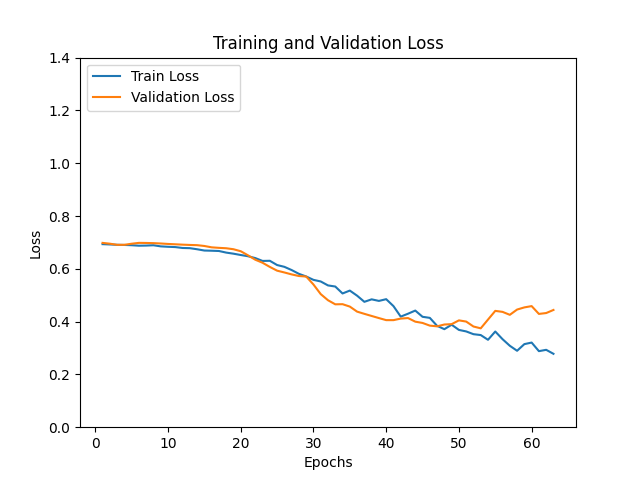 Training and Validation Loss
Train Loss
Validation Loss
1.4
1.2
1.0
0.8
0.6
0.4
0.2
0.0
Loss
0 10 20 30 40 50 60
Epochs